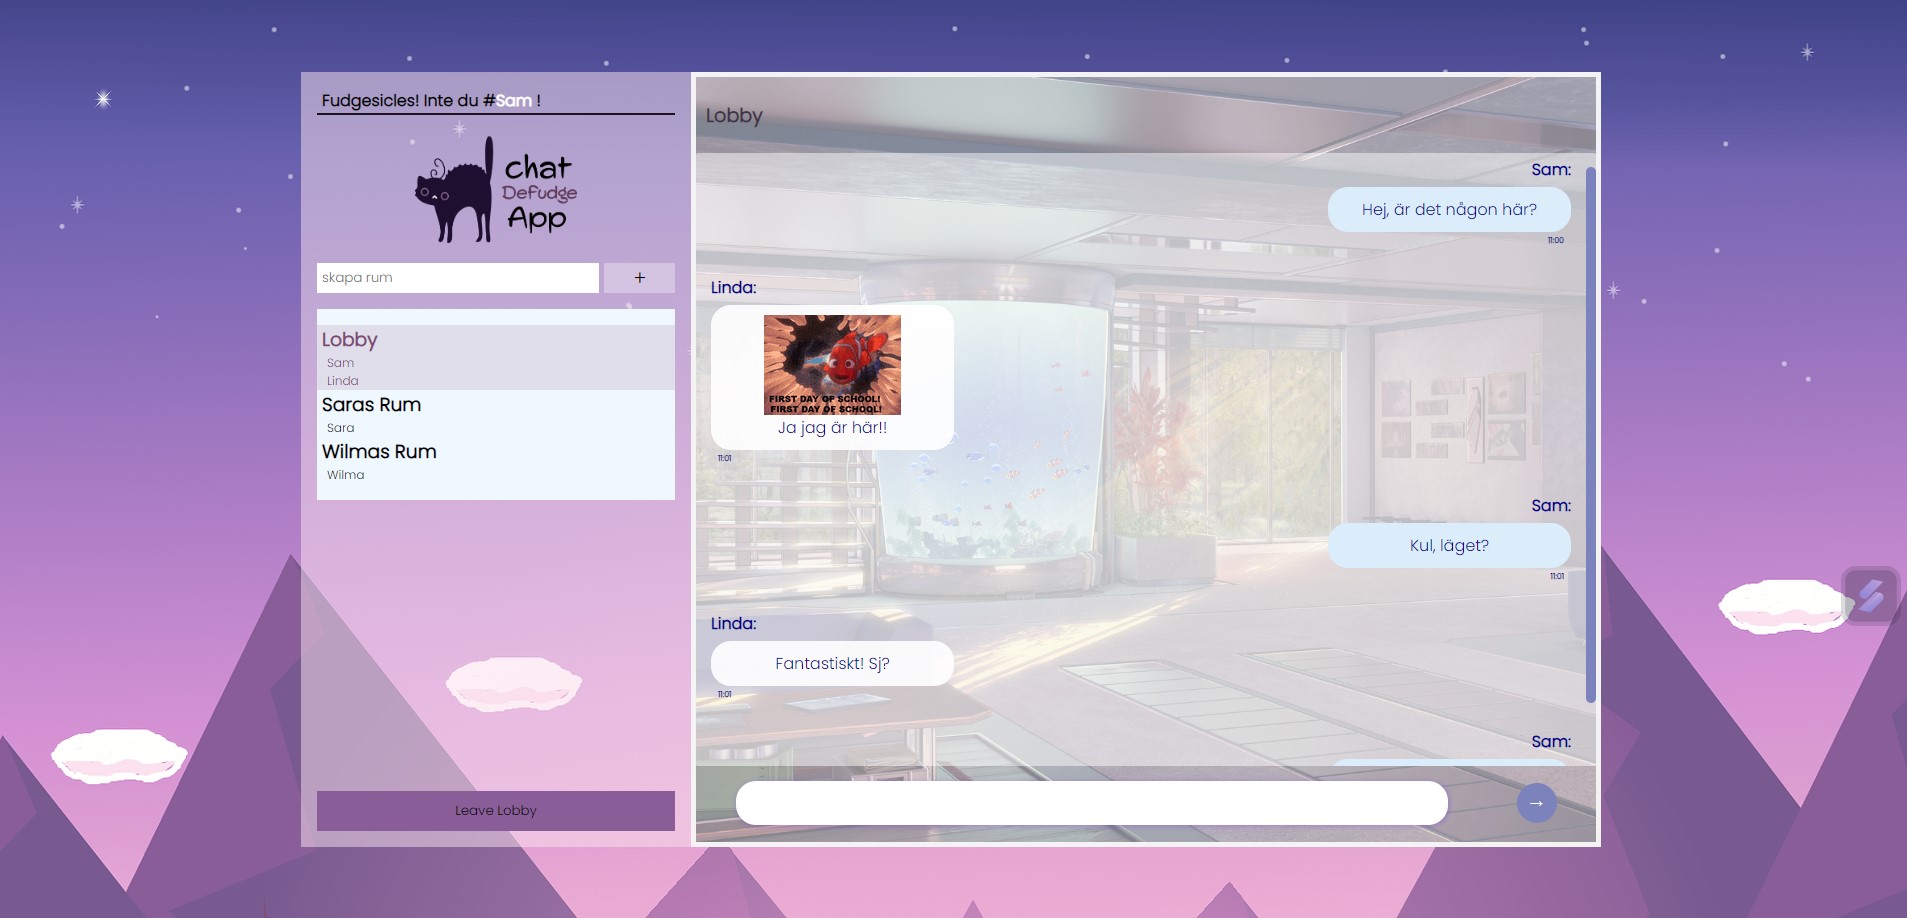 Fudgesicles! Inte du #Sam !
chat
Defudge
App
skapa rum
+
Lobby
Sam
Linda
Saras Rum
Sara
Wilmas Rum
Wilma
Leave Lobby
Lobby
Sam:
Hej, är det någon här?
11:00
Linda:
FIRST DAY OF SCHOOL!
FIRST DAY OF SCHOOL!
Ja jag är här!!
11:01
Sam:
Kul, läget?
11:01
Linda:
Fantastiskt! Sj?
11:01
Sam:
→